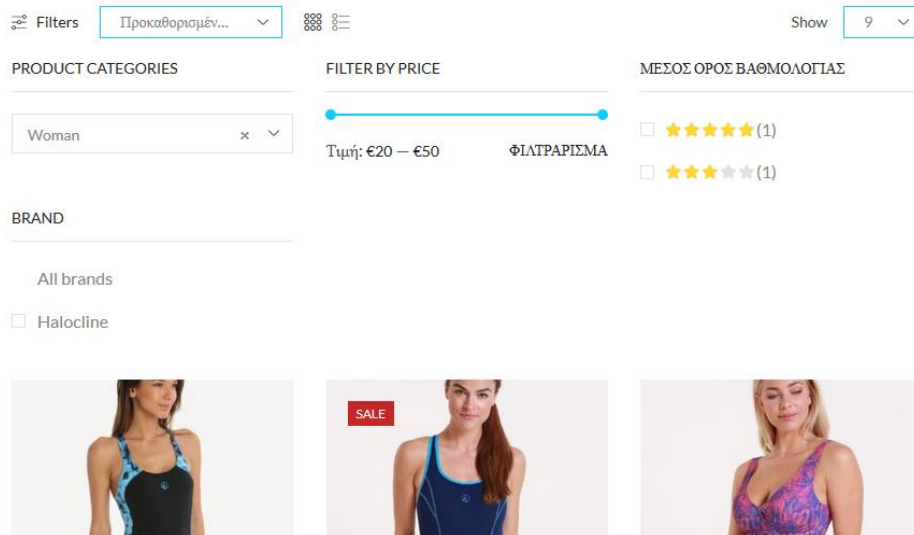 Filters Προκαθορισμέν... Show 9
PRODUCT CATEGORIES
Woman ×
FILTER BY PRICE
Τιμή: €20 — €50 ΦΙΛΤΡΑΡΙΣΜΑ
ΜΕΣΟΣ ΟΡΟΣ ΒΑΘΜΟΛΟΓΙΑΣ
(1)
(1)
BRAND
All brands
Halocline
SALE